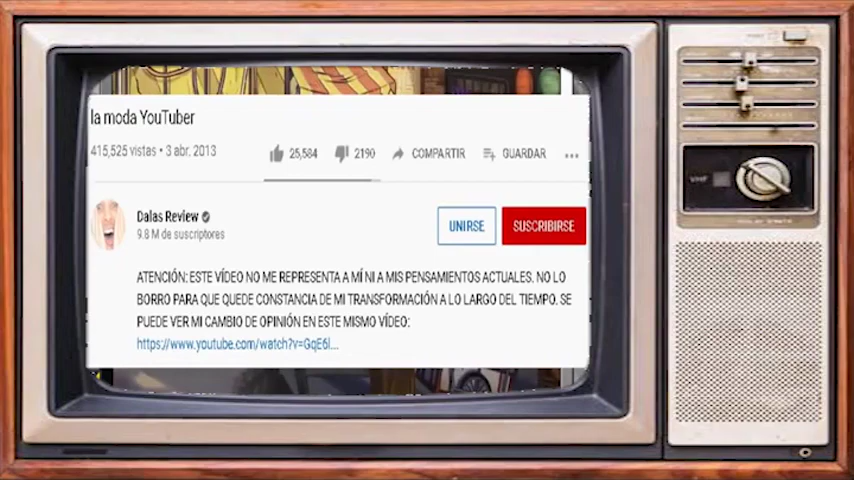 la moda YouTuber
415,525 vistas • 3 abr. 2013
25,584
2190
COMPARTIR
GUARDAR
Dalas Review
9.8 M de suscriptores
UNIRSE
SUSCRIBIRSE
ATENCIÓN: ESTE VÍDEO NO ME REPRESENTA A MÍ NI A MIS PENSAMIENTOS ACTUALES. NO LO
BORRO PARA QUE QUEDE CONSTANCIA DE MI TRANSFORMACIÓN A LO LARGO DEL TIEMPO. SE
PUEDE VER MI CAMBIO DE OPINIÓN EN ESTE MISMO VÍDEO:
https://www.youtube.com/watch?v=GqE6l...
VHF